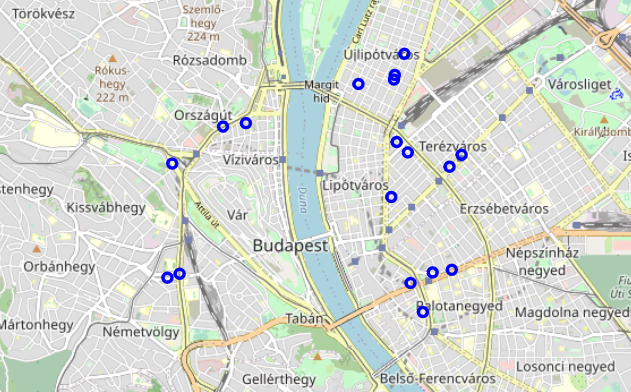 Törökvész
Szemlő-
hegy
224 m
Rózsadomb
Újlipótváros
Rókus
hegy
222 m
Margit
híd
Városliget
Országút
Terézváros
Víziváros
Lipótváros
Kissvábhegy
Attila út
Vár
Duna
Erzsébetváros
Budapest
Orbánhegy
Népszínház
negyed
Palotanegyed
Magdolna negyed
Mártonhegy
Németvölgy
Tabán
Losonci negyed
Gellérthegy
Belső-Ferencváros